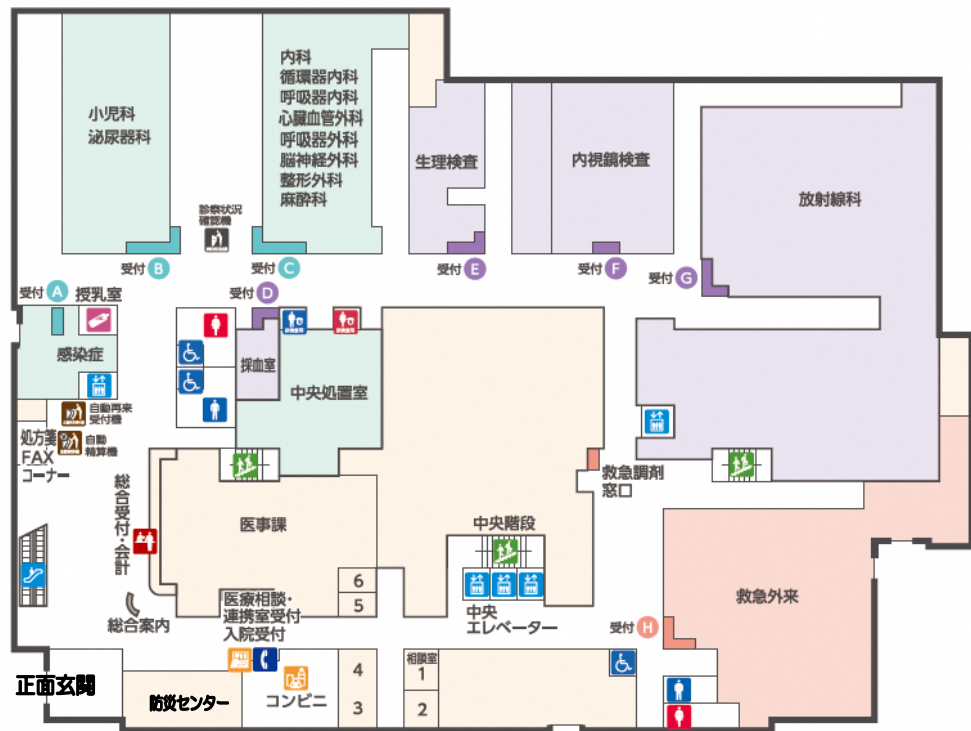 小児科
泌尿器科
内科
循環器内科
呼吸器内科
心臓血管外科
呼吸器外科
脳神経外科
整形外科
麻酔科
生理検査
内視鏡検査
放射線科
診察状況
確認機
受付 B
受付 C
受付 E
受付 F
受付 G
受付 A
授乳室
受付 D
感染症
採血室
中央処置室
自動再来
受付機
自動
精算機
処方箋
FAX
コーナー
救急調剤
窓口
総合受付・会計
医事課
中央階段
6
5
中央
エレベーター
救急外来
総合案内
医療相談・
連携室受付
入院受付
受付 H
正面玄関
防災センター
コンビニ
4
3
相談室
1
2